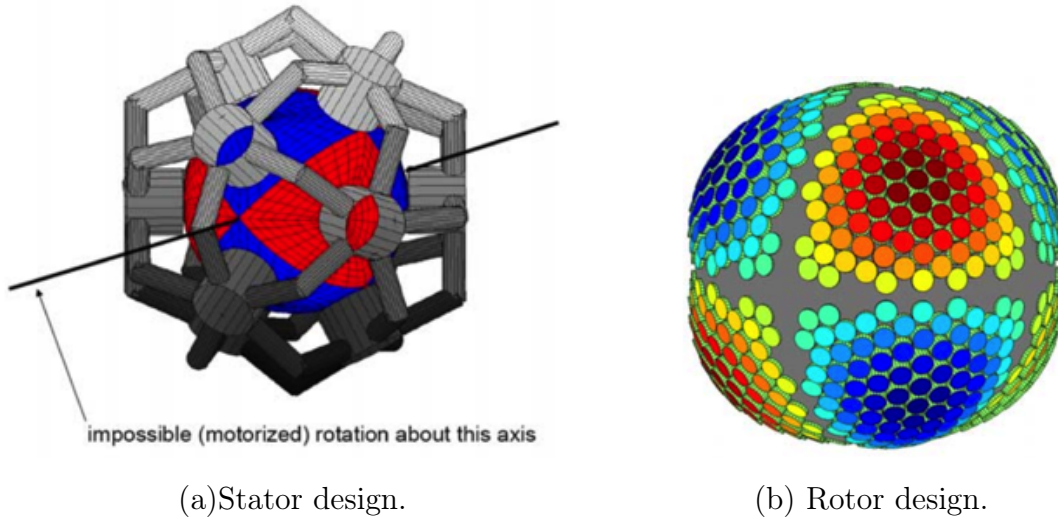 impossible (motorized) rotation about this axis
(a)Stator design.
(b) Rotor design.